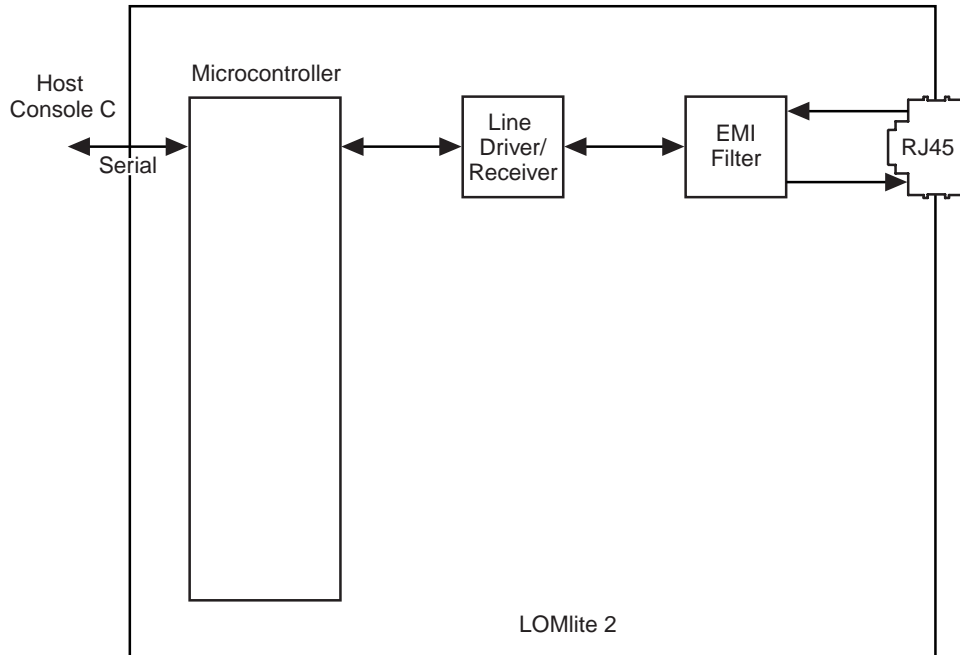 Host
Console C
Serial
Microcontroller
Line
Driver/
Receiver
EMI
Filter
RJ45
LOMlite 2